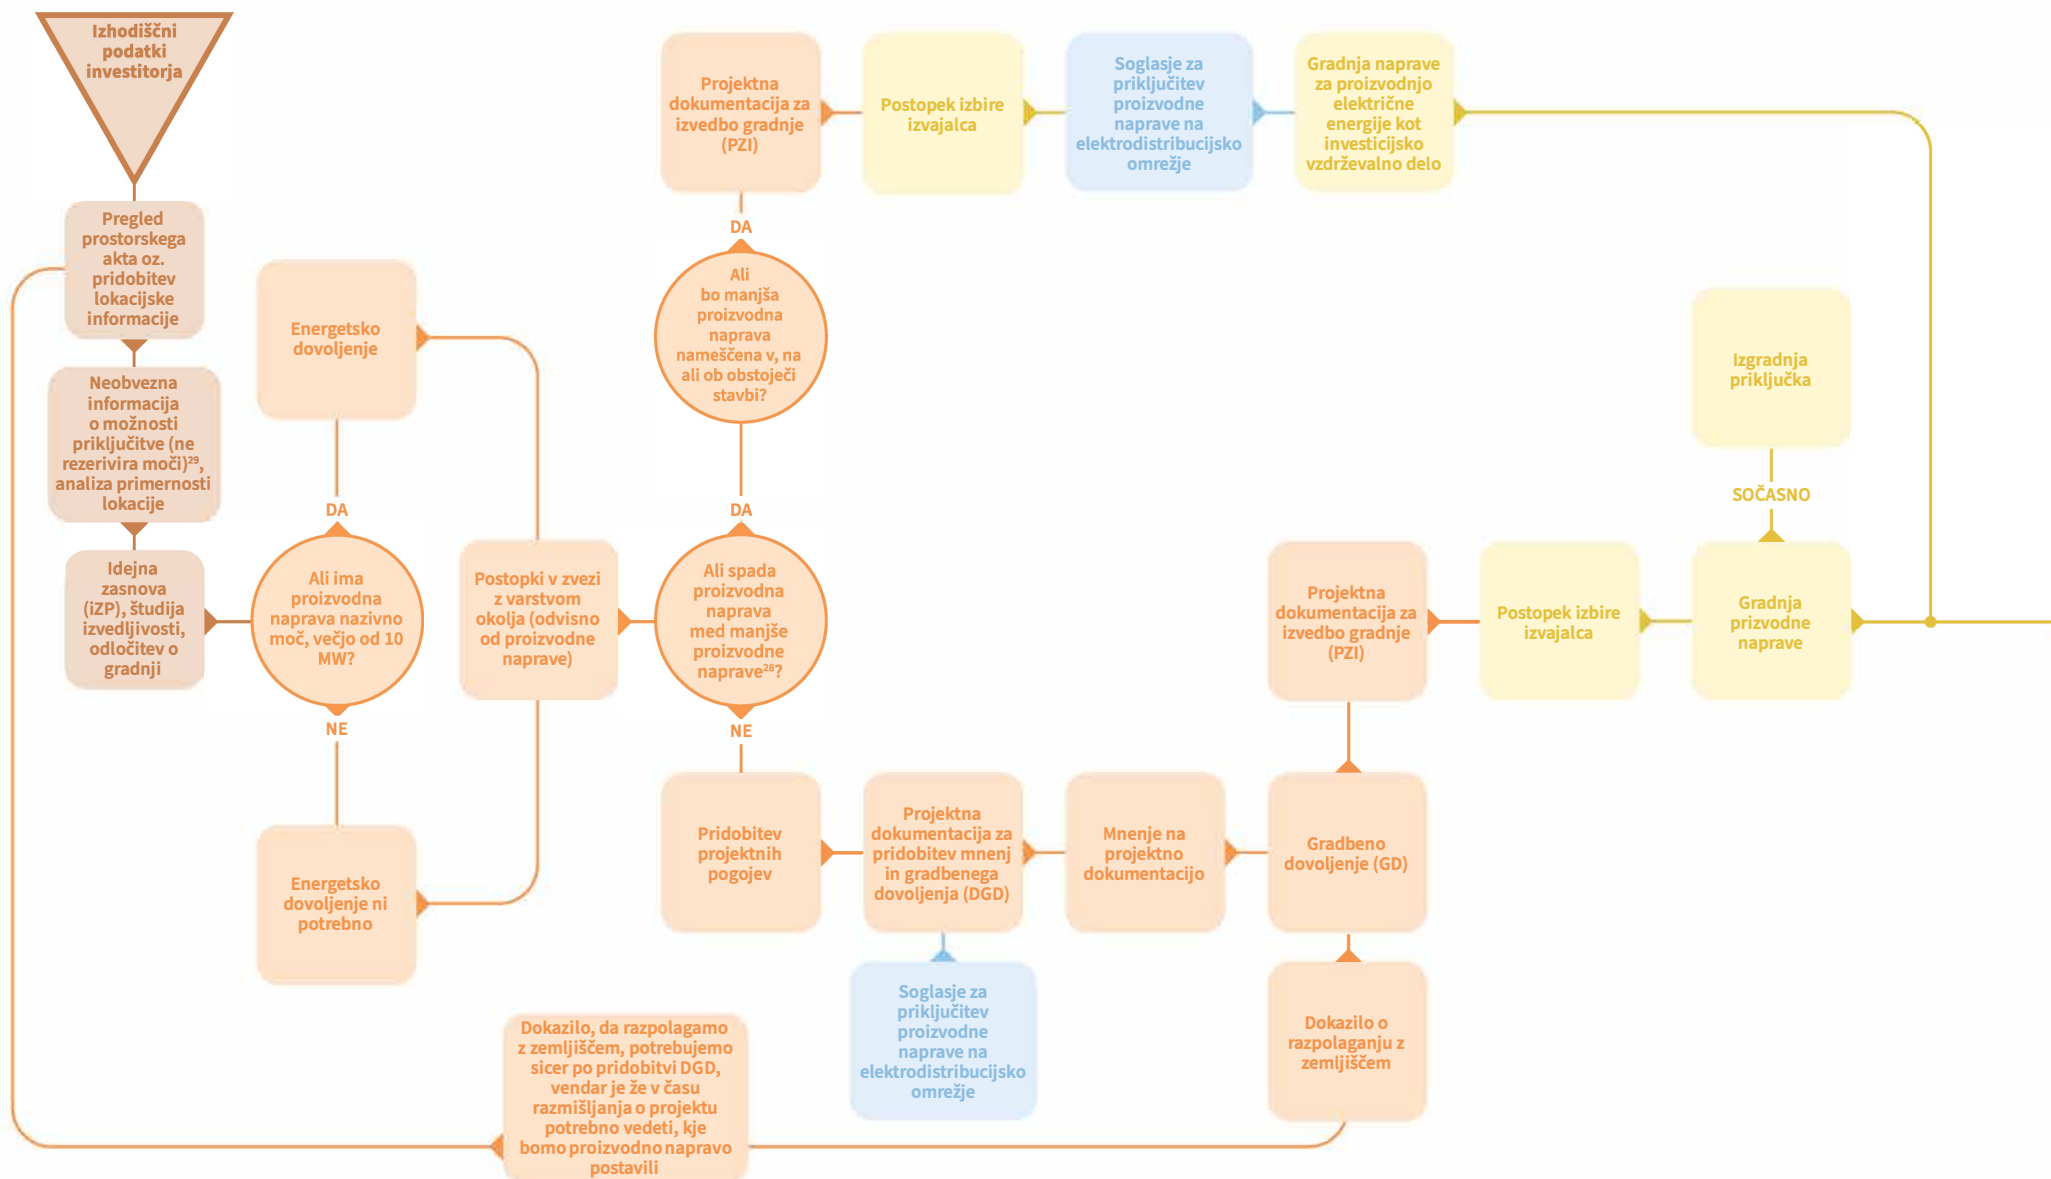 Izhodiščni
podatki
investitorja
Pregled
prostorskega
akta oz.
pridobitev
lokacijske
informacije
Neobvezna
informacija
o možnosti
priključitve (ne
rezerivira moči)²⁹,
analiza primernosti
lokacije
Idejna
zasnova
(iZP), študija
izvedljivosti,
odločitev o
gradnji
Energetsko
dovoljenje
DA
Ali ima
proizvodna
naprava nazivno
moč, večjo od 10
MW?
NE
Energetsko
dovoljenje ni
potrebno
Postopki v zvezi
z varstvom
okolja (odvisno
od proizvodne
naprave)
Projektna
dokumentacija za
izvedbo gradnje
(PZI)
DA
Ali
bo manjša
proizvodna
naprava
nameščena v, na
ali ob obstoječi
stavbi?
DA
Ali spada
proizvodna
naprava
med manjše
proizvodne
naprave²⁸?
NE
Pridobitev
projektnih
pogojev
Postopek izbire
izvajalca
Soglasje za
priključitev
proizvodne
naprave na
elektrodistribucijsko
omrežje
Gradnja naprave
za proizvodnjo
električne
energije kot
investicijsko
vzdrževalno delo
Projektna
dokumentacija za
pridobitev mnenj
in gradbenega
dovoljenja (DGD)
Soglasje za
priključitev
proizvodne
naprave na
elektrodistribucijsko
omrežje
Mnenje na
projektno
dokumentacijo
Gradbeno
dovoljenje (GD)
Dokazilo o
razpolaganju z
zemljiščem
Dokazilo, da razpolagamo
z zemljiščem, potrebujemo
sicer po pridobitvi DGD,
vendar je že v času
razmišljanja o projektu
potrebno vedeti, kje
bomo proizvodno napravo
postavili
Projektna
dokumentacija za
izvedbo gradnje
(PZI)
Postopek izbire
izvajalca
Izgradnja
priključka
SOČASNO
Gradnja
prizvodne
naprave